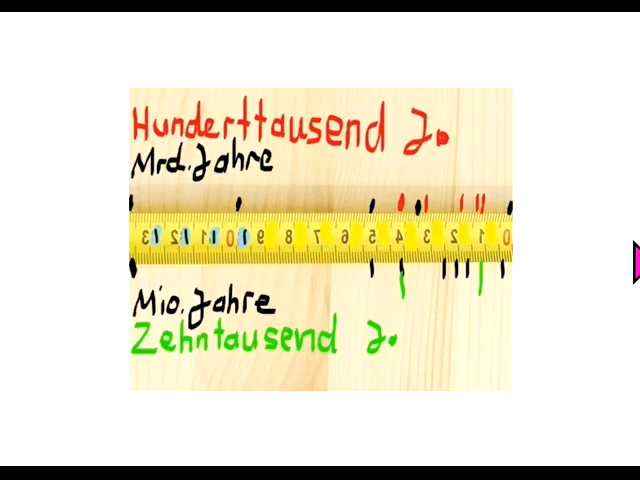 Hunderttausend J.
Mrd. Jahre
13 12 11 10 9 8 7 6 5 4 3 2 1 0
Mio. Jahre
Zehntausend J.